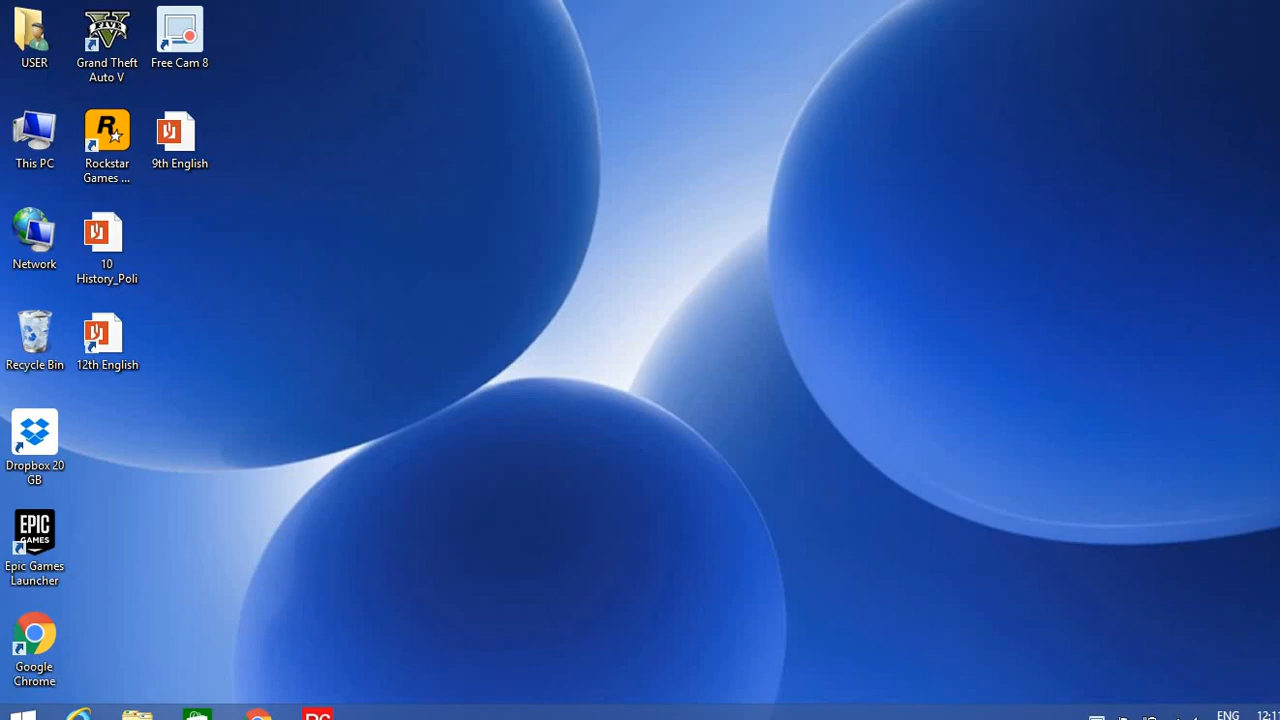 USER
Grand Theft
Auto V
FIVE
Free Cam 8
This PC
Rockstar
Games ...
9th English
Network
10
History_Poli
Recycle Bin
12th English
Dropbox 20
GB
EPIC
GAMES
Epic Games
Launcher
Google
Chrome
ENG